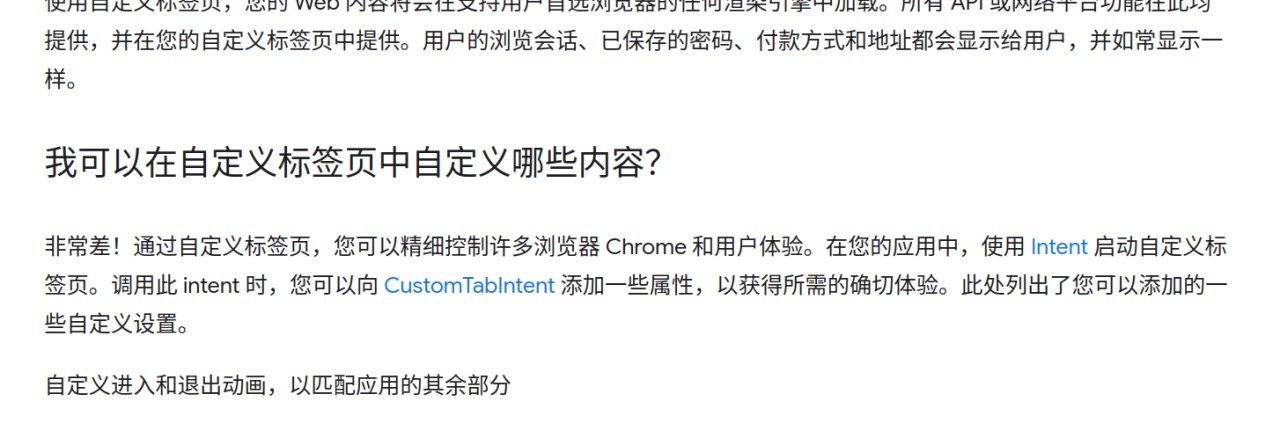 使用自定义标签页，您的 Web 内容将会在支持用户首选浏览器的任何渲染引擎中加载。所有 API 或网络平台功能在此均
提供，并在您的自定义标签页中提供。用户的浏览会话、已保存的密码、付款方式和地址都会显示给用户，并如常显示一
样。
我可以在自定义标签页中自定义哪些内容？
非常差！通过自定义标签页，您可以精细控制许多浏览器 Chrome 和用户体验。在您的应用中，使用 Intent 启动自定义标
签页。调用此 intent 时，您可以向 CustomTabIntent 添加一些属性，以获得所需的确切体验。此处列出了您可以添加的一
些自定义设置。
自定义进入和退出动画，以匹配应用的其余部分